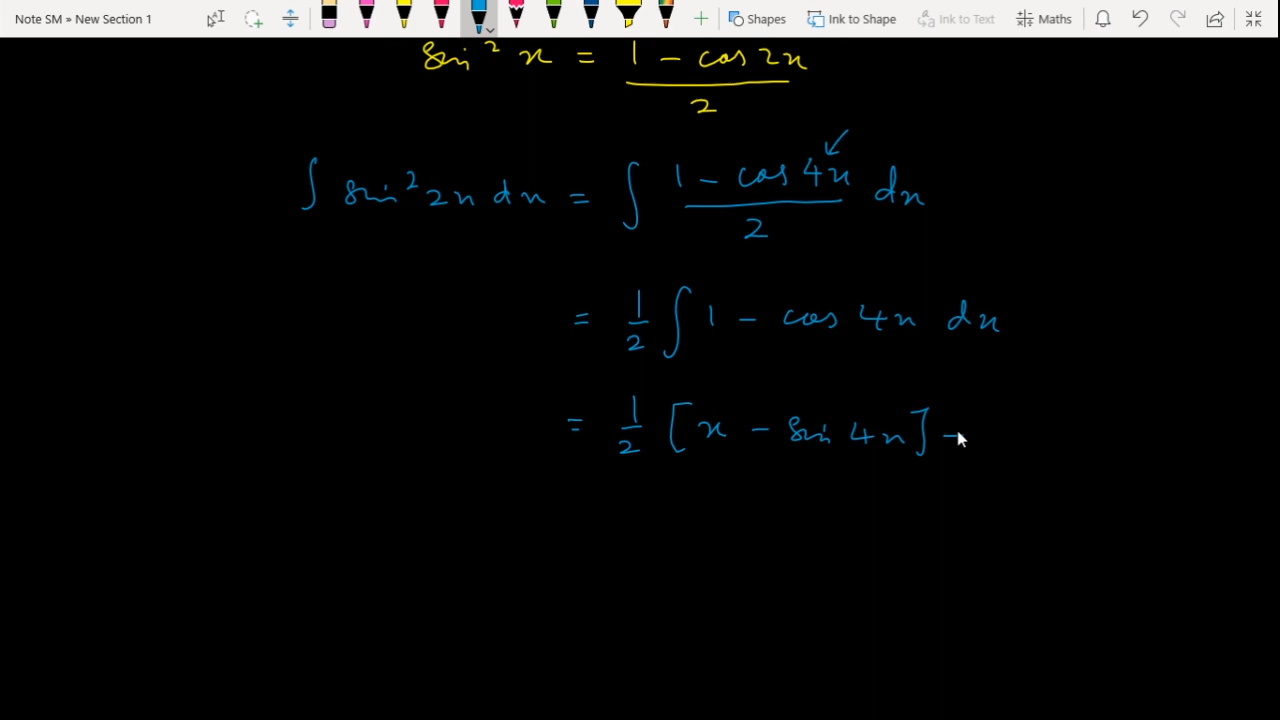 Note SM » New Section 1
Shapes Ink to Shape Ink to Text Maths
sin² x = 1 - cos 2x / 2
∫ sin² 2x dx = ∫ 1 - cos 4x / 2 dx
= 1/2 ∫ 1 - cos 4x dx
= 1/2 [x - sin 4x] -